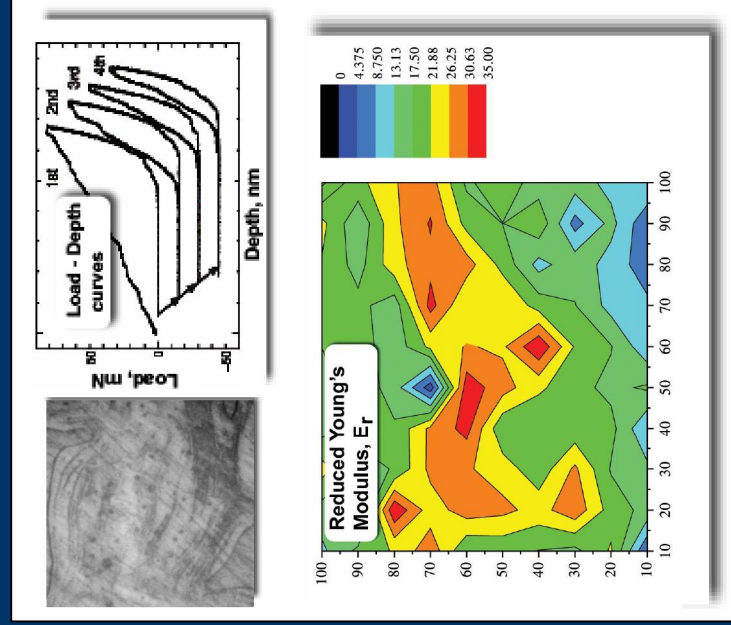 1st 2nd 3rd 4th
Load - Depth
curves
50
0
-50
Load, mN
Depth, nm
0
4.375
8.750
13.13
17.50
21.88
26.25
30.63
35.00
Reduced Young's
Modulus, Er
100
90
80
70
60
50
40
30
20
10
10 20 30 40 50 60 70 80 90 100